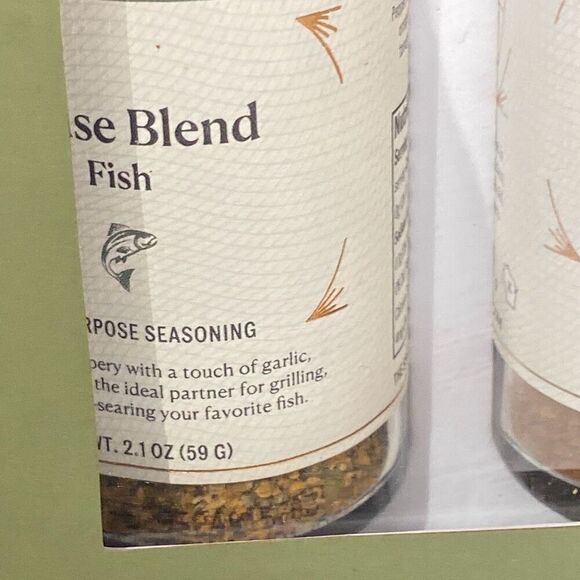 se Blend
Fish
RPOSE SEASONING
pery with a touch of garlic,
the ideal partner for grilling,
-searing your favorite fish.
WT. 2.1 OZ (59 G)